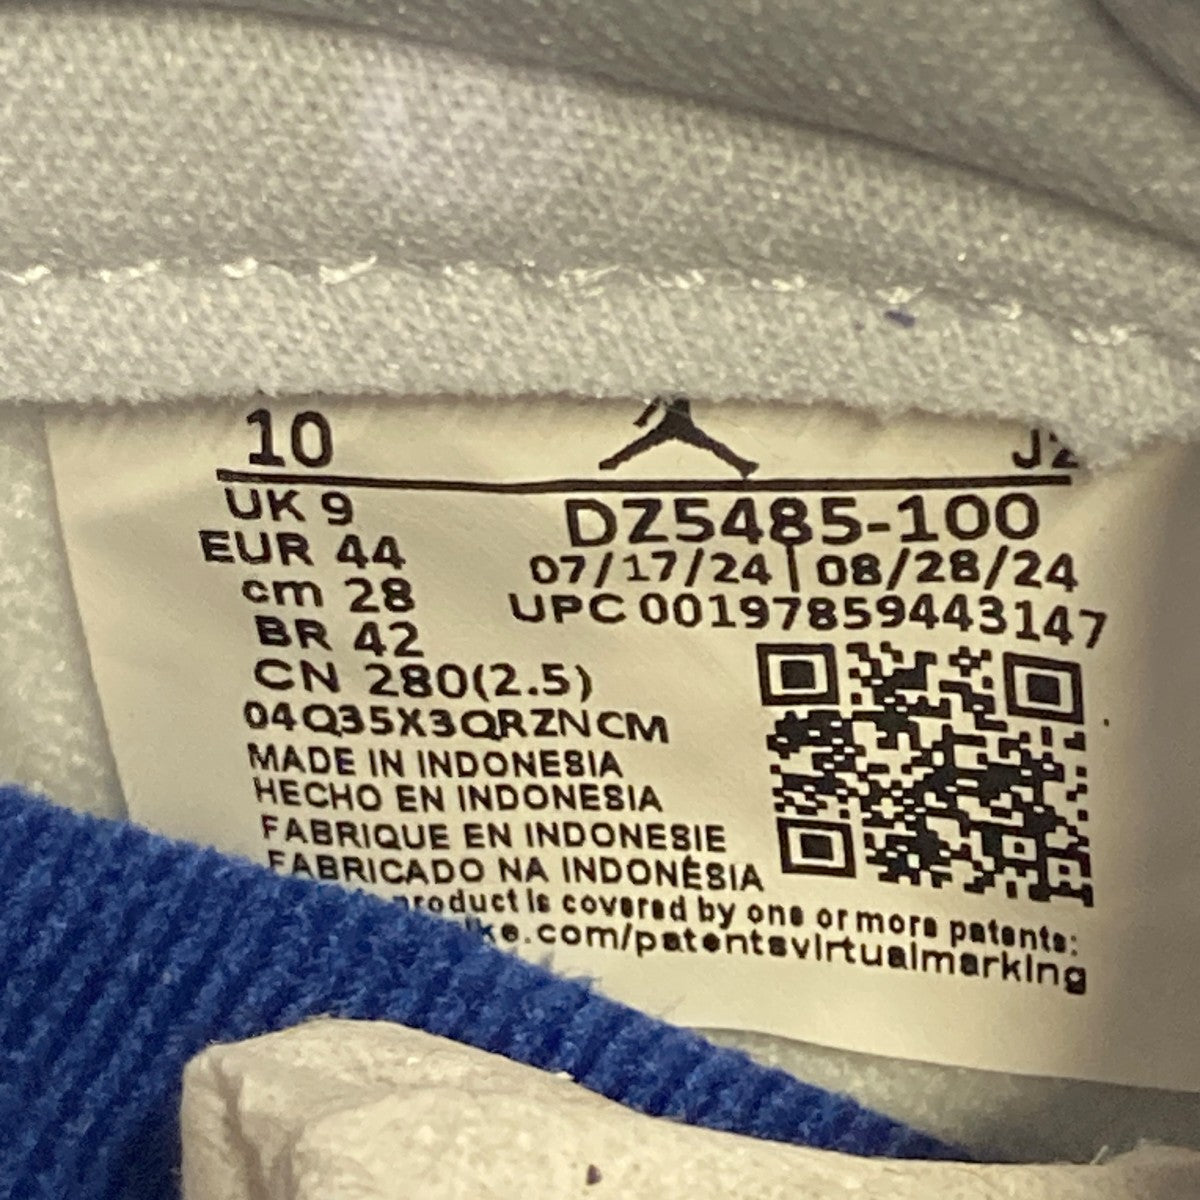 10
UK 9
EUR 44
cm 28
BR 42
CN 280(2.5)
04Q35X3QRZNCM
MADE IN INDONESIA
HECHO EN INDONESIA
FABRIQUE EN INDONESIE
FABRICADO NA INDONÉSIA
DZ5485-100
07/17/24 | 08/28/24
UPC 00197859443147
product is covered by one or more patents:
.com/patentsvirtualmarking